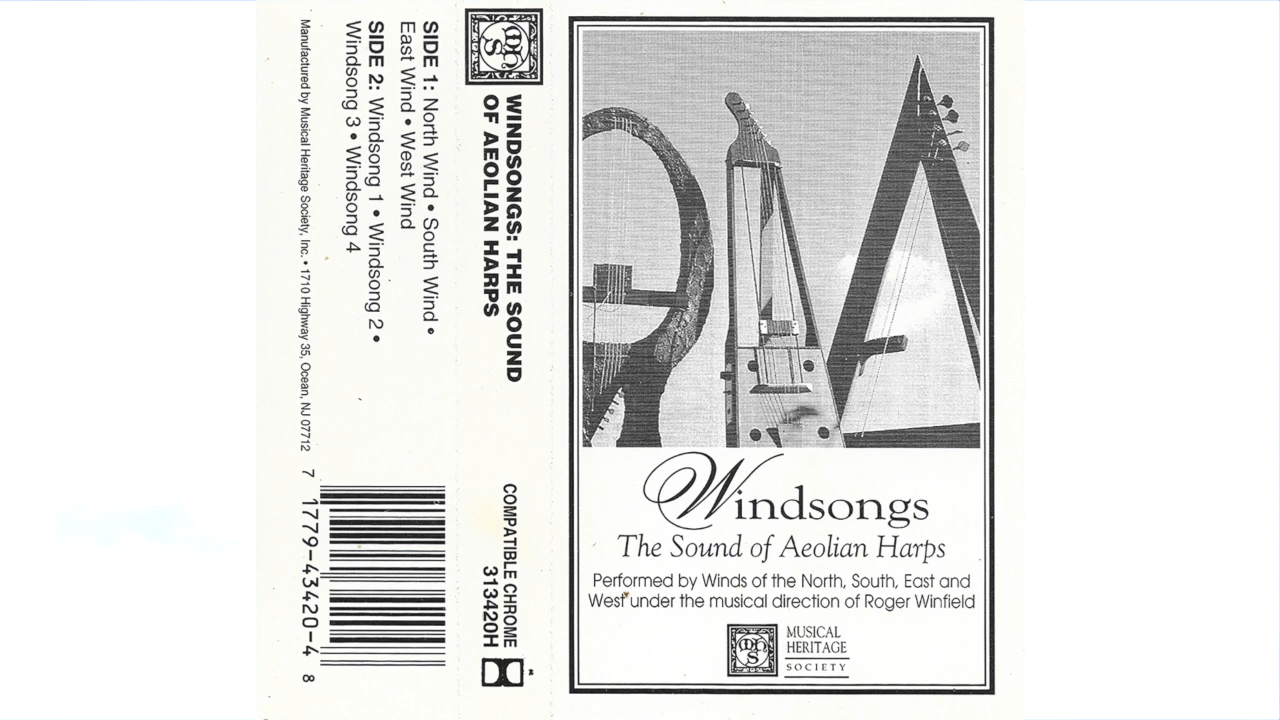 SIDE 1: North Wind • South Wind •
East Wind • West Wind
SIDE 2: Windsong 1 • Windsong 2 •
Windsong 3 • Windsong 4
Manufactured by Musical Heritage Society, Inc. • 1710 Highway 35, Ocean, NJ 07712
7 1779-43420-4 8
WINDSONGS: THE SOUND
OF AEOLIAN HARPS
COMPATIBLE CHROME
313420H
Windsongs
The Sound of Aeolian Harps
Performed by Winds of the North, South, East and
West under the musical direction of Roger Winfield
MUSICAL
HERITAGE
SOCIETY